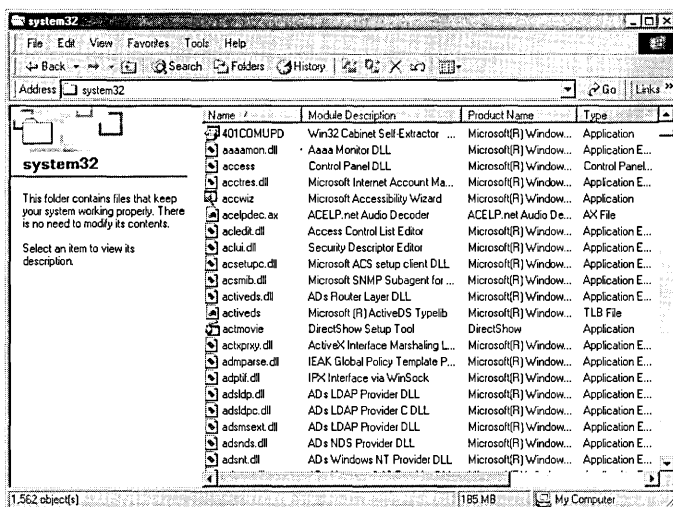 system32
File Edit View Favorites Tools Help
Back Search Folders History
Address system32 Go Links »
Name Module Description Product Name Type
system32
This folder contains files that keep
your system working properly. There
is no need to modify its contents.
Select an item to view its
description.
401COMUPD Win32 Cabinet Self-Extractor ... Microsoft(R) Window... Application
aaaamon.dll Aaaa Monitor DLL Microsoft(R) Window... Application E...
access Control Panel DLL Microsoft(R) Window... Control Panel...
acctres.dll Microsoft Internet Account Ma... Microsoft(R) Window... Application E...
accwiz Microsoft Accessibility Wizard Microsoft(R) Window... Application
acelpdec.ax ACELP.net Audio Decoder ACELP.net Audio De... AX File
acledit.dll Access Control List Editor Microsoft(R) Window... Application E...
aclui.dll Security Descriptor Editor Microsoft(R) Window... Application E...
acsetupc.dll Microsoft ACS setup client DLL Microsoft(R) Window... Application E...
acsmib.dll Microsoft SNMP Subagent for ... Microsoft(R) Window... Application E...
activeds.dll ADs Router Layer DLL Microsoft(R) Window... Application E...
activeds Microsoft (R) ActiveDS Typelib Microsoft(R) Window... TLB File
actmovie DirectShow Setup Tool DirectShow Application
actxprxy.dll ActiveX Interface Marshaling L... Microsoft(R) Window... Application E...
admparse.dll IEAK Global Policy Template P... Microsoft(R) Window... Application E...
adptif.dll IPX Interface via WinSock Microsoft(R) Window... Application E...
adsldp.dll ADs LDAP Provider DLL Microsoft(R) Window... Application E...
adsldpc.dll ADs LDAP Provider C DLL Microsoft(R) Window... Application E...
adsmsext.dll ADs LDAP Provider DLL Microsoft(R) Window... Application E...
adsnds.dll ADs NDS Provider DLL Microsoft(R) Window... Application E...
adsnt.dll ADs Windows NT Provider DLL Microsoft(R) Window... Application E...
1,562 object(s) 185 MB My Computer